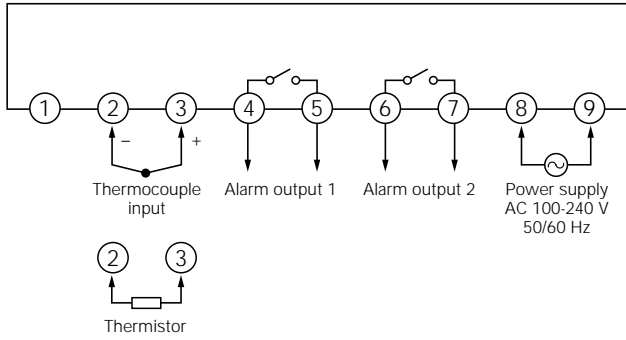 1 2 3 4 5 6 7 8 9
− +
Thermocouple
input
Alarm output 1
Alarm output 2
Power supply
AC 100-240 V
50/60 Hz
2 3
Thermistor